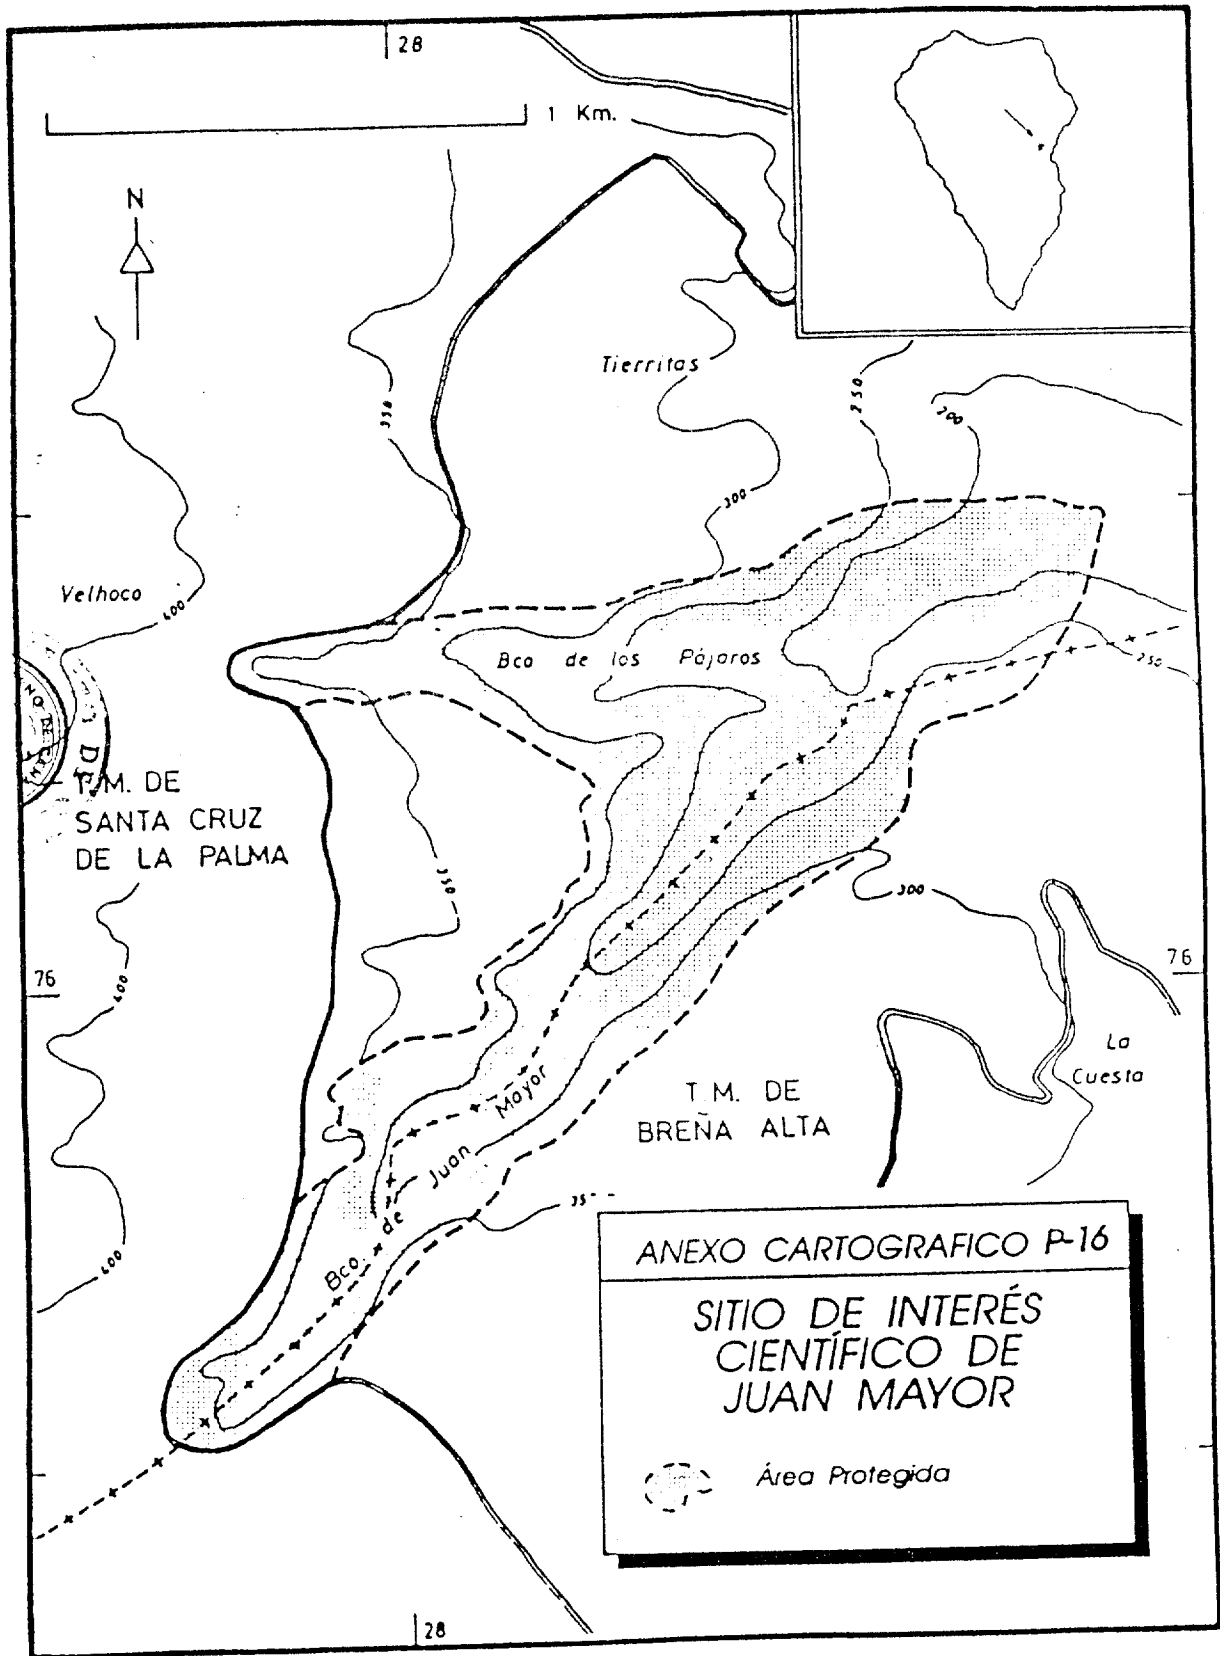 28
1 Km.
N
Tierritas
350
250
200
300
Velhoco
400
Bco de los Pájaros
250
T.M. DE
SANTA CRUZ
DE LA PALMA
350
300
76
400
76
La
Cuesta
Bco. de Juan Mayor
T.M. DE
BREÑA ALTA
400
ANEXO CARTOGRAFICO P-16
SITIO DE INTERÉS
CIENTÍFICO DE
JUAN MAYOR
Área Protegida
28